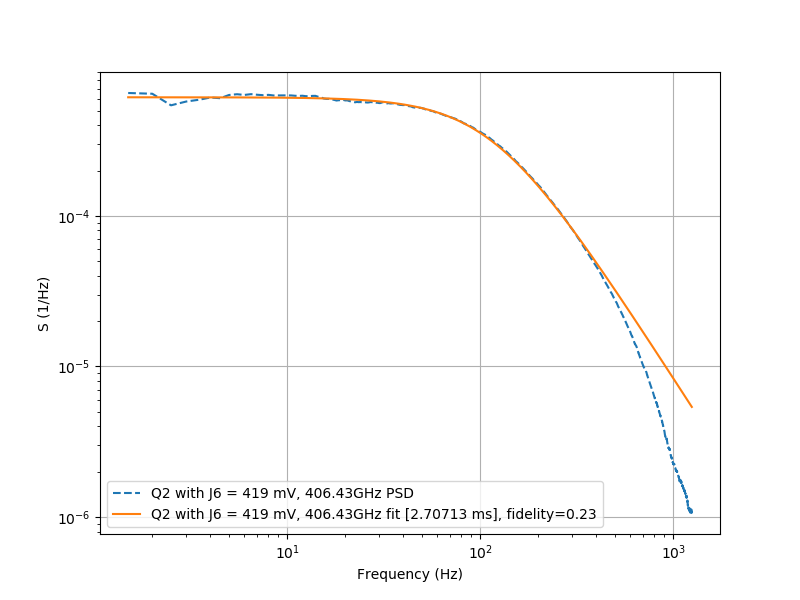 S (1/Hz)
10⁻⁴
10⁻⁵
10⁻⁶
Q2 with J6 = 419 mV, 406.43GHz PSD
Q2 with J6 = 419 mV, 406.43GHz fit [2.70713 ms], fidelity=0.23
10¹ 10² 10³
Frequency (Hz)